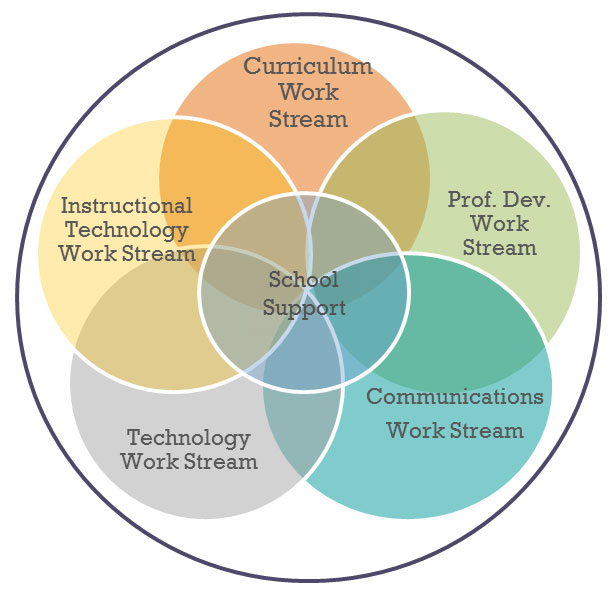 Curriculum
Work
Stream
Instructional
Technology
Work Stream
Prof. Dev.
Work
Stream
School
Support
Communications
Work Stream
Technology
Work Stream